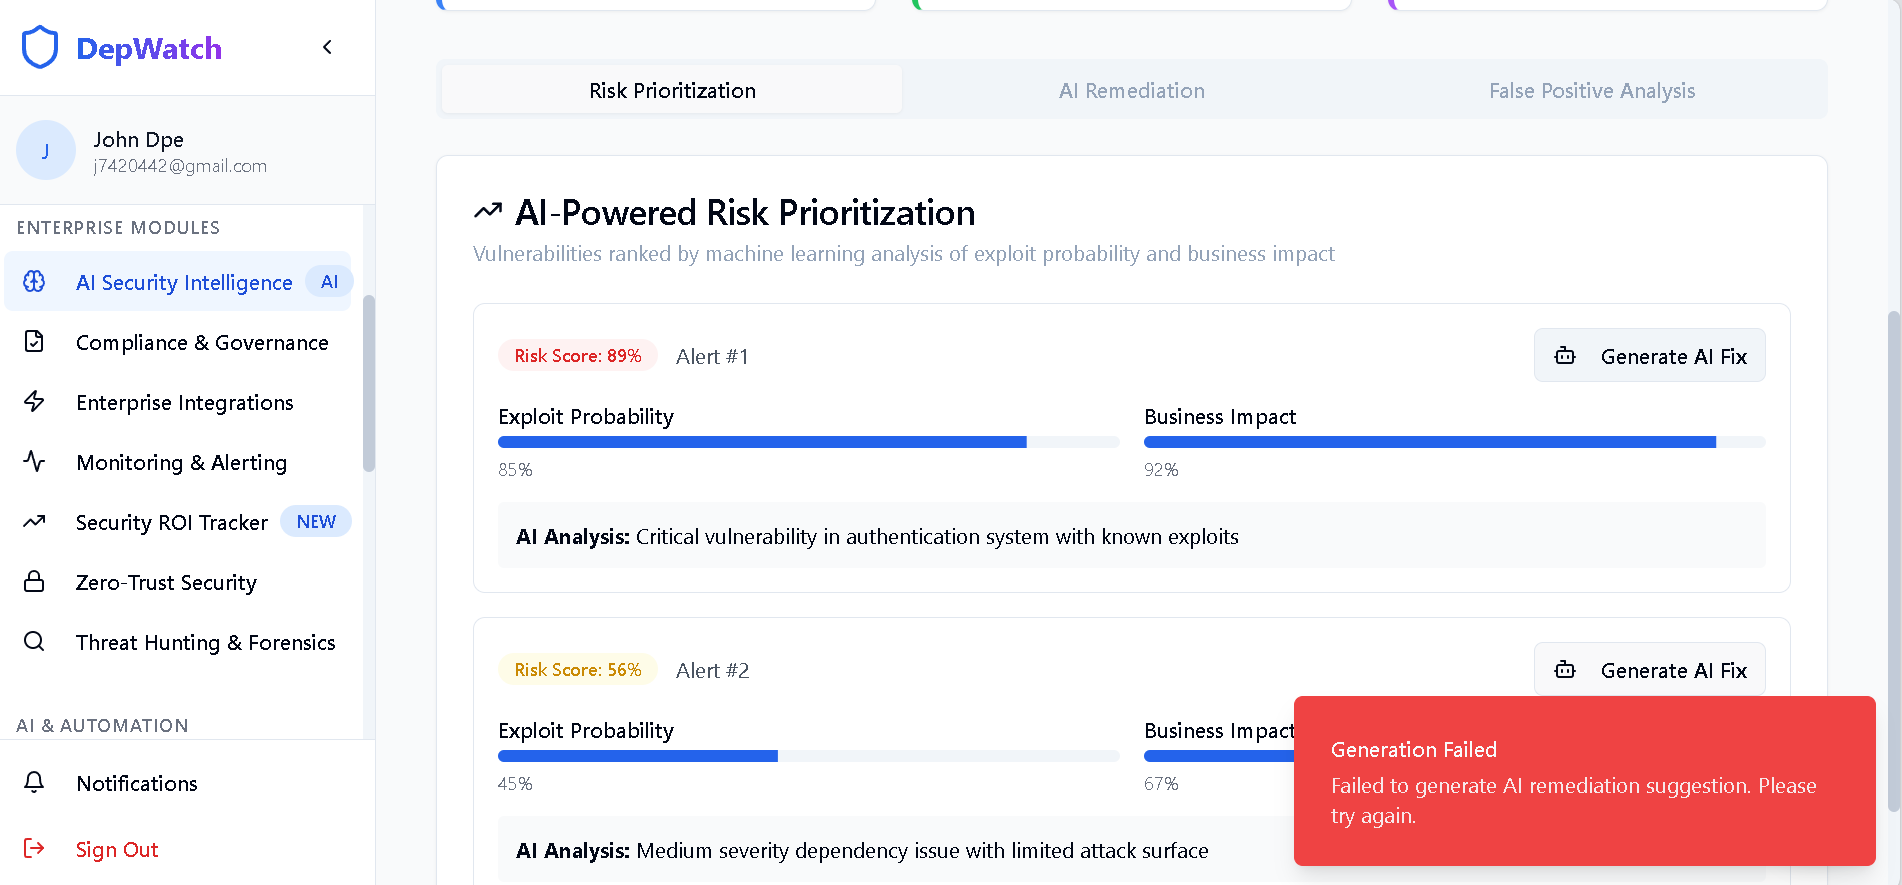 DepWatch
J
John Dpe
j7420442@gmail.com
ENTERPRISE MODULES
AI Security Intelligence AI
Compliance & Governance
Enterprise Integrations
Monitoring & Alerting
Security ROI Tracker NEW
Zero-Trust Security
Threat Hunting & Forensics
AI & AUTOMATION
Notifications
Sign Out
Risk Prioritization
AI Remediation
False Positive Analysis
AI-Powered Risk Prioritization
Vulnerabilities ranked by machine learning analysis of exploit probability and business impact
Risk Score: 89% Alert #1
Generate AI Fix
Exploit Probability
85%
Business Impact
92%
AI Analysis: Critical vulnerability in authentication system with known exploits
Risk Score: 56% Alert #2
Generate AI Fix
Exploit Probability
45%
Business Impact
67%
AI Analysis: Medium severity dependency issue with limited attack surface
Generation Failed
Failed to generate AI remediation suggestion. Please
try again.